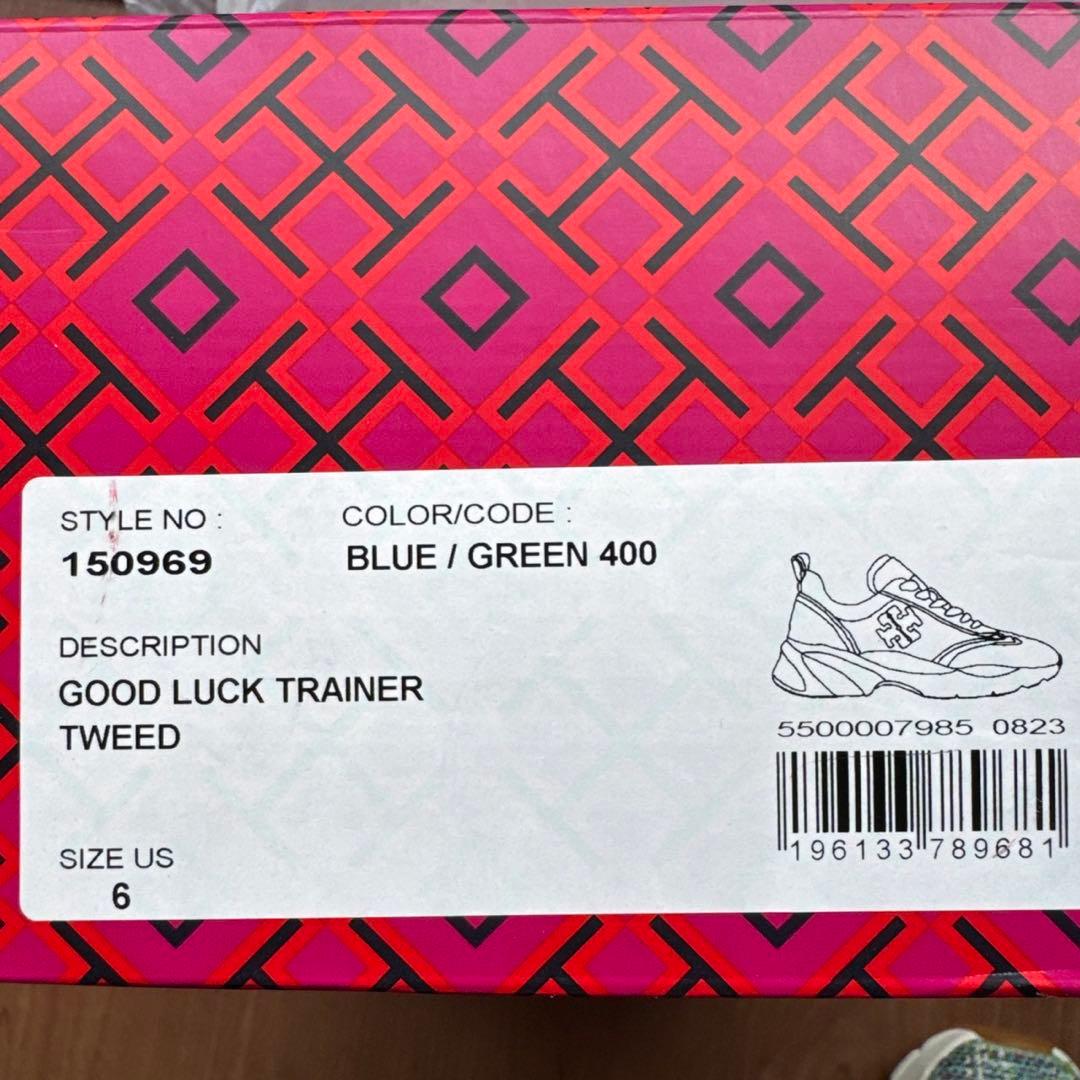 STYLE NO :
150969
COLOR/CODE :
BLUE / GREEN 400
DESCRIPTION
GOOD LUCK TRAINER
TWEED
SIZE US
6
5500007985 0823
196133 789681